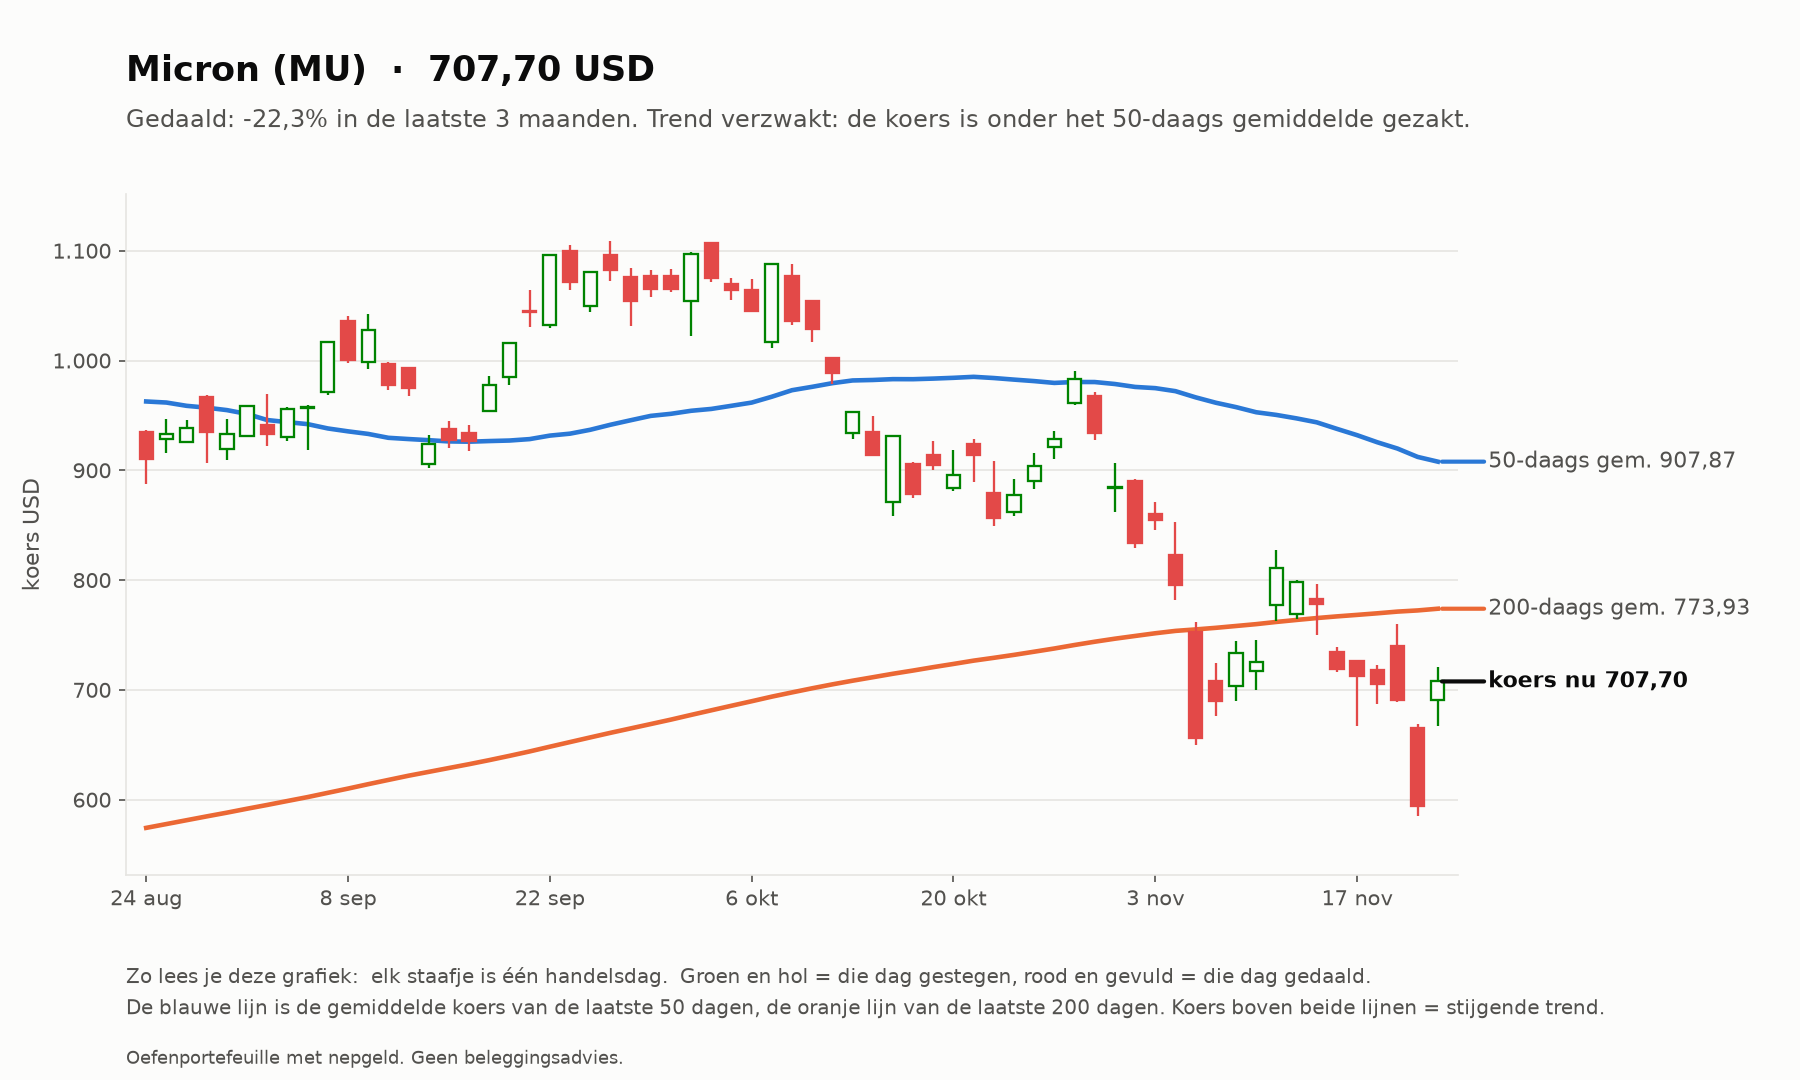 Micron (MU) · 707,70 USD
Gedaald: -22,3% in de laatste 3 maanden. Trend verzwakt: de koers is onder het 50-daags gemiddelde gezakt.
koers USD
1.100
1.000
900
800
700
600
50-daags gem. 907,87
200-daags gem. 773,93
koers nu 707,70
24 aug
8 sep
22 sep
6 okt
20 okt
3 nov
17 nov
Zo lees je deze grafiek: elk staafje is één handelsdag. Groen en hol = die dag gestegen, rood en gevuld = die dag gedaald.
De blauwe lijn is de gemiddelde koers van de laatste 50 dagen, de oranje lijn van de laatste 200 dagen. Koers boven beide lijnen = stijgende trend.
Oefenportefeuille met nepgeld. Geen beleggingsadvies.